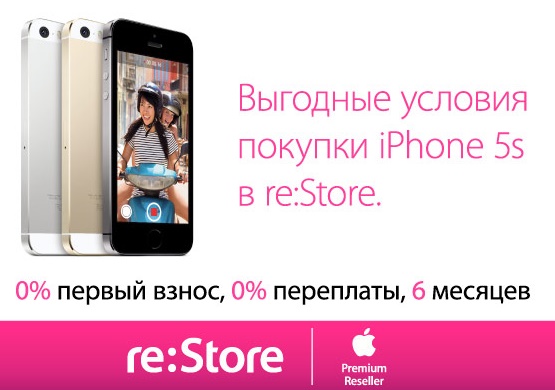 Выгодные условия
покупки iPhone 5s
в re:Store.
0% первый взнос, 0% переплаты, 6 месяцев
re:Store
Premium
Reseller